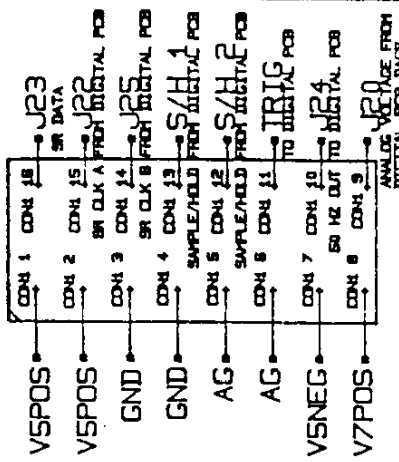 V5POS CON1 1 CON1 16 J23
SR DATA
V5POS CON1 2 CON1 15 J22
SR CLK A FROM DIGITAL PCB
GND CON1 3 CON1 14 J25
SR CLK B FROM DIGITAL PCB
GND CON1 4 CON1 13 S/H 1
SAMPLE/HOLD FROM DIGITAL PCB
AG CON1 5 CON1 12 S/H 2
SAMPLE/HOLD FROM DIGITAL PCB
AG CON1 6 CON1 11 TRIG
TO DIGITAL PCB
V5NEG CON1 7 CON1 10 J24
60 HZ OUT TO DIGITAL PCB
V7POS CON1 8 CON1 9 J20
ANALOG VOLTAGE FROM
DIGITAL PCB